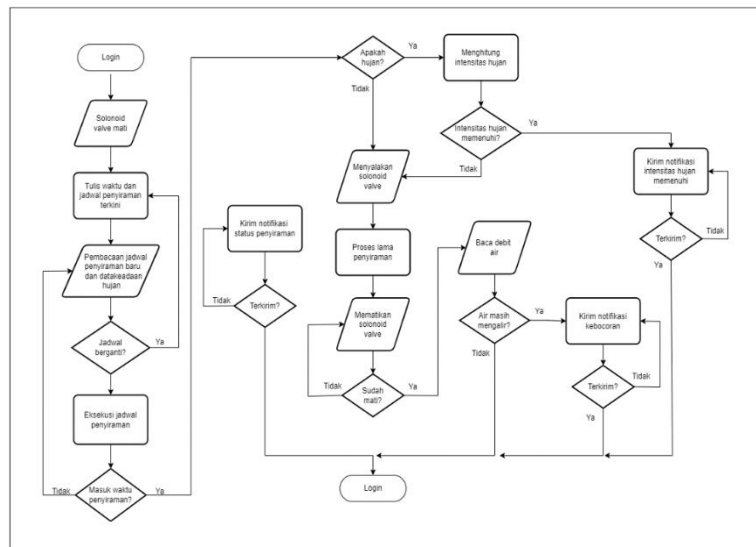 Login
Solonoid
valve mati
Tulis waktu dan
jadwal penyiraman
terkini
Pembacaan jadwal
penyiraman baru
dan datakeadaan
hujan
Jadwal
berganti?
Ya
Eksekusi jadwal
penyiraman
Masuk waktu
penyiraman?
Tidak
Ya
Apakah
hujan?
Ya
Tidak
Menghitung
intensitas hujan
Intensitas hujan
memenuhi?
Ya
Tidak
Menyalakan
solonoid
valve
Kirim notifikasi
intensitas hujan
memenuhi
Terkirim?
Tidak
Ya
Kirim notifikasi
status penyiraman
Terkirim?
Tidak
Proses lama
penyiraman
Mematikan
solonoid
valve
Sudah
mati?
Tidak
Ya
Baca debit
air
Air masih
mengalir?
Ya
Tidak
Kirim notifikasi
kebocoran
Terkirim?
Tidak
Ya
Login